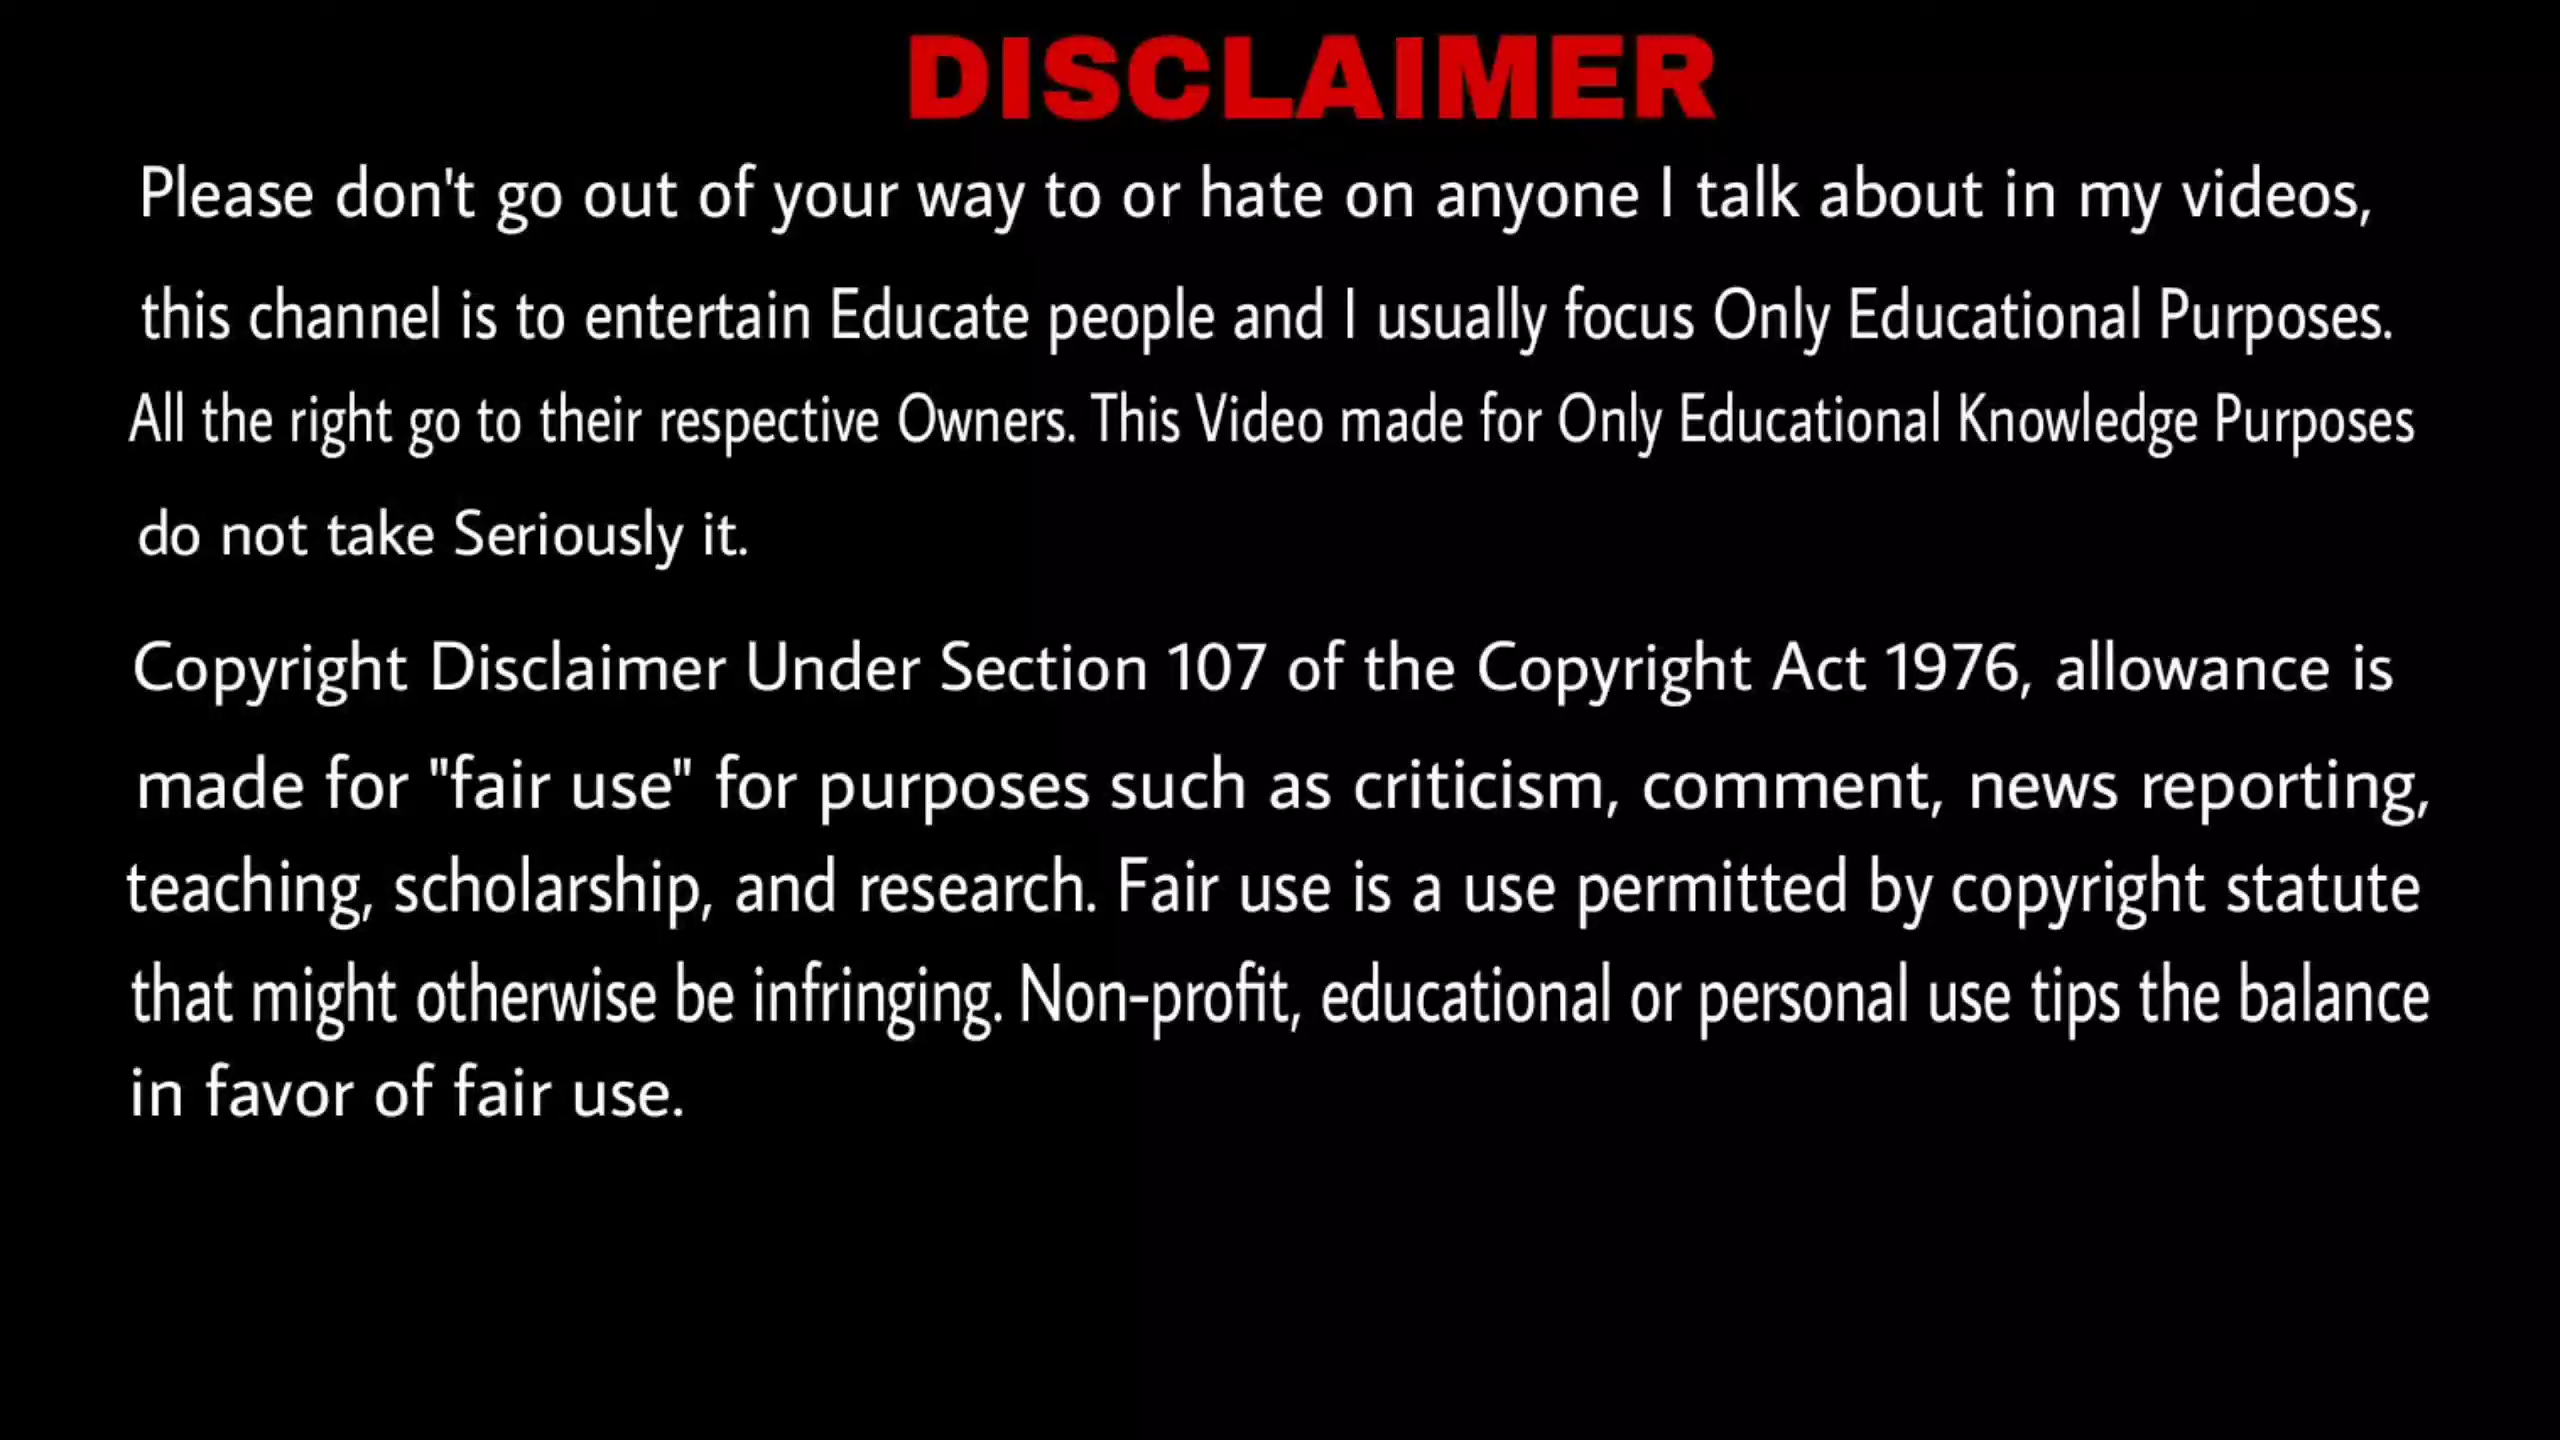 DISCLAIMER
Please don't go out of your way to or hate on anyone I talk about in my videos,
this channel is to entertain Educate people and I usually focus Only Educational Purposes.
All the right go to their respective Owners. This Video made for Only Educational Knowledge Purposes
do not take Seriously it.
Copyright Disclaimer Under Section 107 of the Copyright Act 1976, allowance is
made for "fair use" for purposes such as criticism, comment, news reporting,
teaching, scholarship, and research. Fair use is a use permitted by copyright statute
that might otherwise be infringing. Non-profit, educational or personal use tips the balance
in favor of fair use.